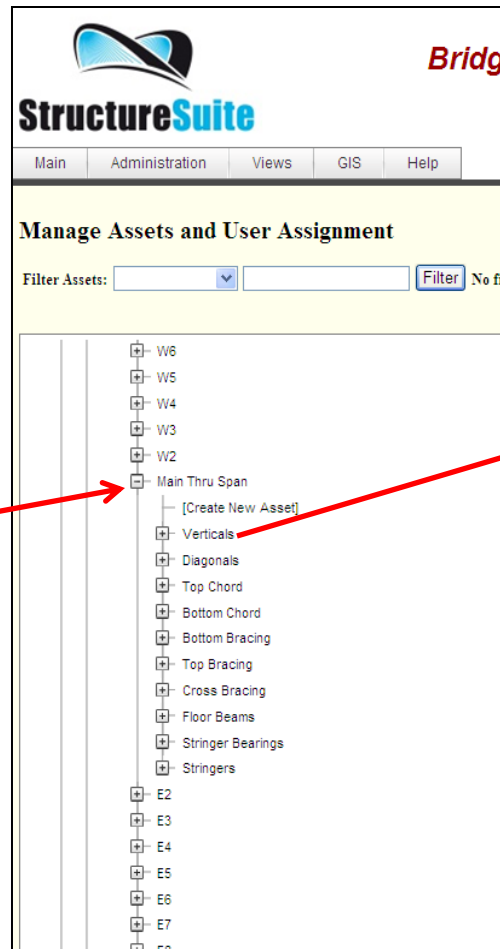 Bridg
StructureSuite
Main Administration Views GIS Help
Manage Assets and User Assignment
Filter Assets: Filter No fi
W6
W5
W4
W3
W2
Main Thru Span
[Create New Asset]
Verticals
Diagonals
Top Chord
Bottom Chord
Bottom Bracing
Top Bracing
Cross Bracing
Floor Beams
Stringer Bearings
Stringers
E2
E3
E4
E5
E6
E7